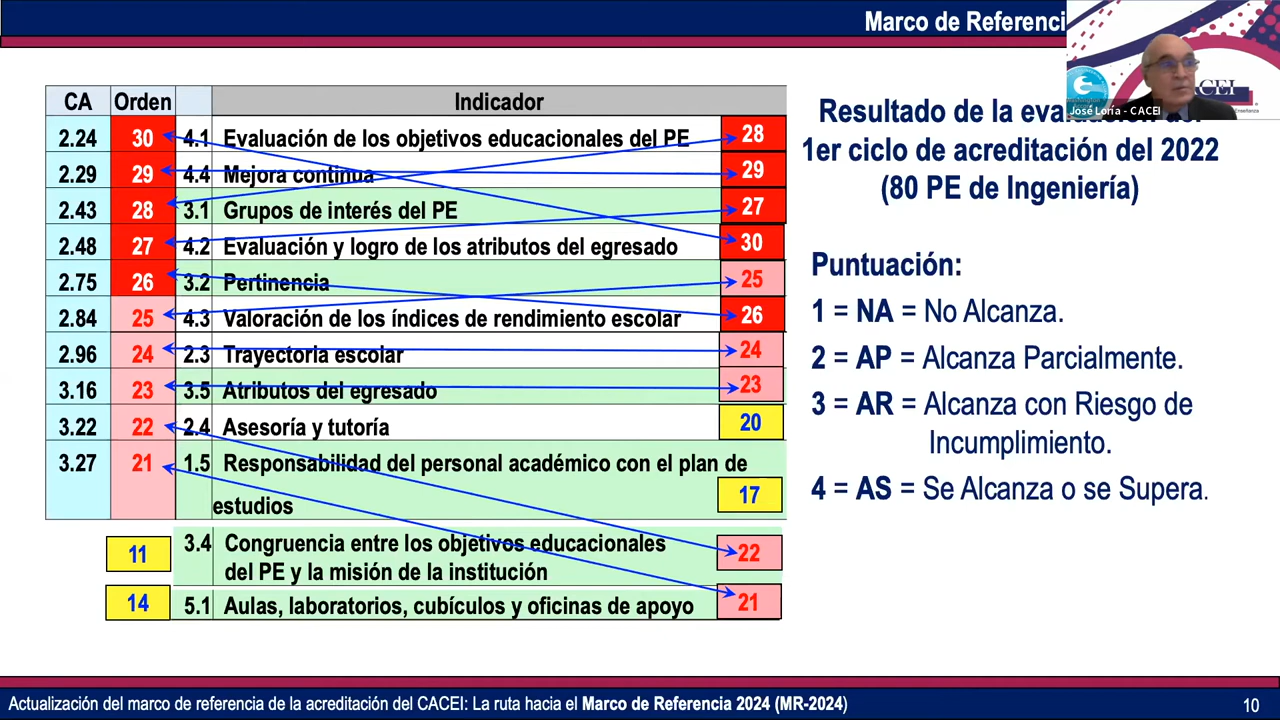 Marco de Referenci
CA Orden Indicador
2.24 30 4.1 Evaluación de los objetivos educacionales del PE 28
2.29 29 4.4 Mejora continua 29
2.43 28 3.1 Grupos de interés del PE 27
2.48 27 4.2 Evaluación y logro de los atributos del egresado 30
2.75 26 3.2 Pertinencia 25
2.84 25 4.3 Valoración de los índices de rendimiento escolar 26
2.96 24 2.3 Trayectoria escolar 24
3.16 23 3.5 Atributos del egresado 23
3.22 22 2.4 Asesoría y tutoría 20
3.27 21 1.5 Responsabilidad del personal académico con el plan de
estudios 17
11 3.4 Congruencia entre los objetivos educacionales
del PE y la misión de la institución 22
14 5.1 Aulas, laboratorios, cubículos y oficinas de apoyo 21
José Loría - CACEI
Resultado de la
1er ciclo de acreditación del 2022
(80 PE de Ingeniería)
Puntuación:
1 = NA = No Alcanza.
2 = AP = Alcanza Parcialmente.
3 = AR = Alcanza con Riesgo de
Incumplimiento.
4 = AS = Se Alcanza o se Supera.
Actualización del marco de referencia de la acreditación del CACEI: La ruta hacia el Marco de Referencia 2024 (MR-2024) 10